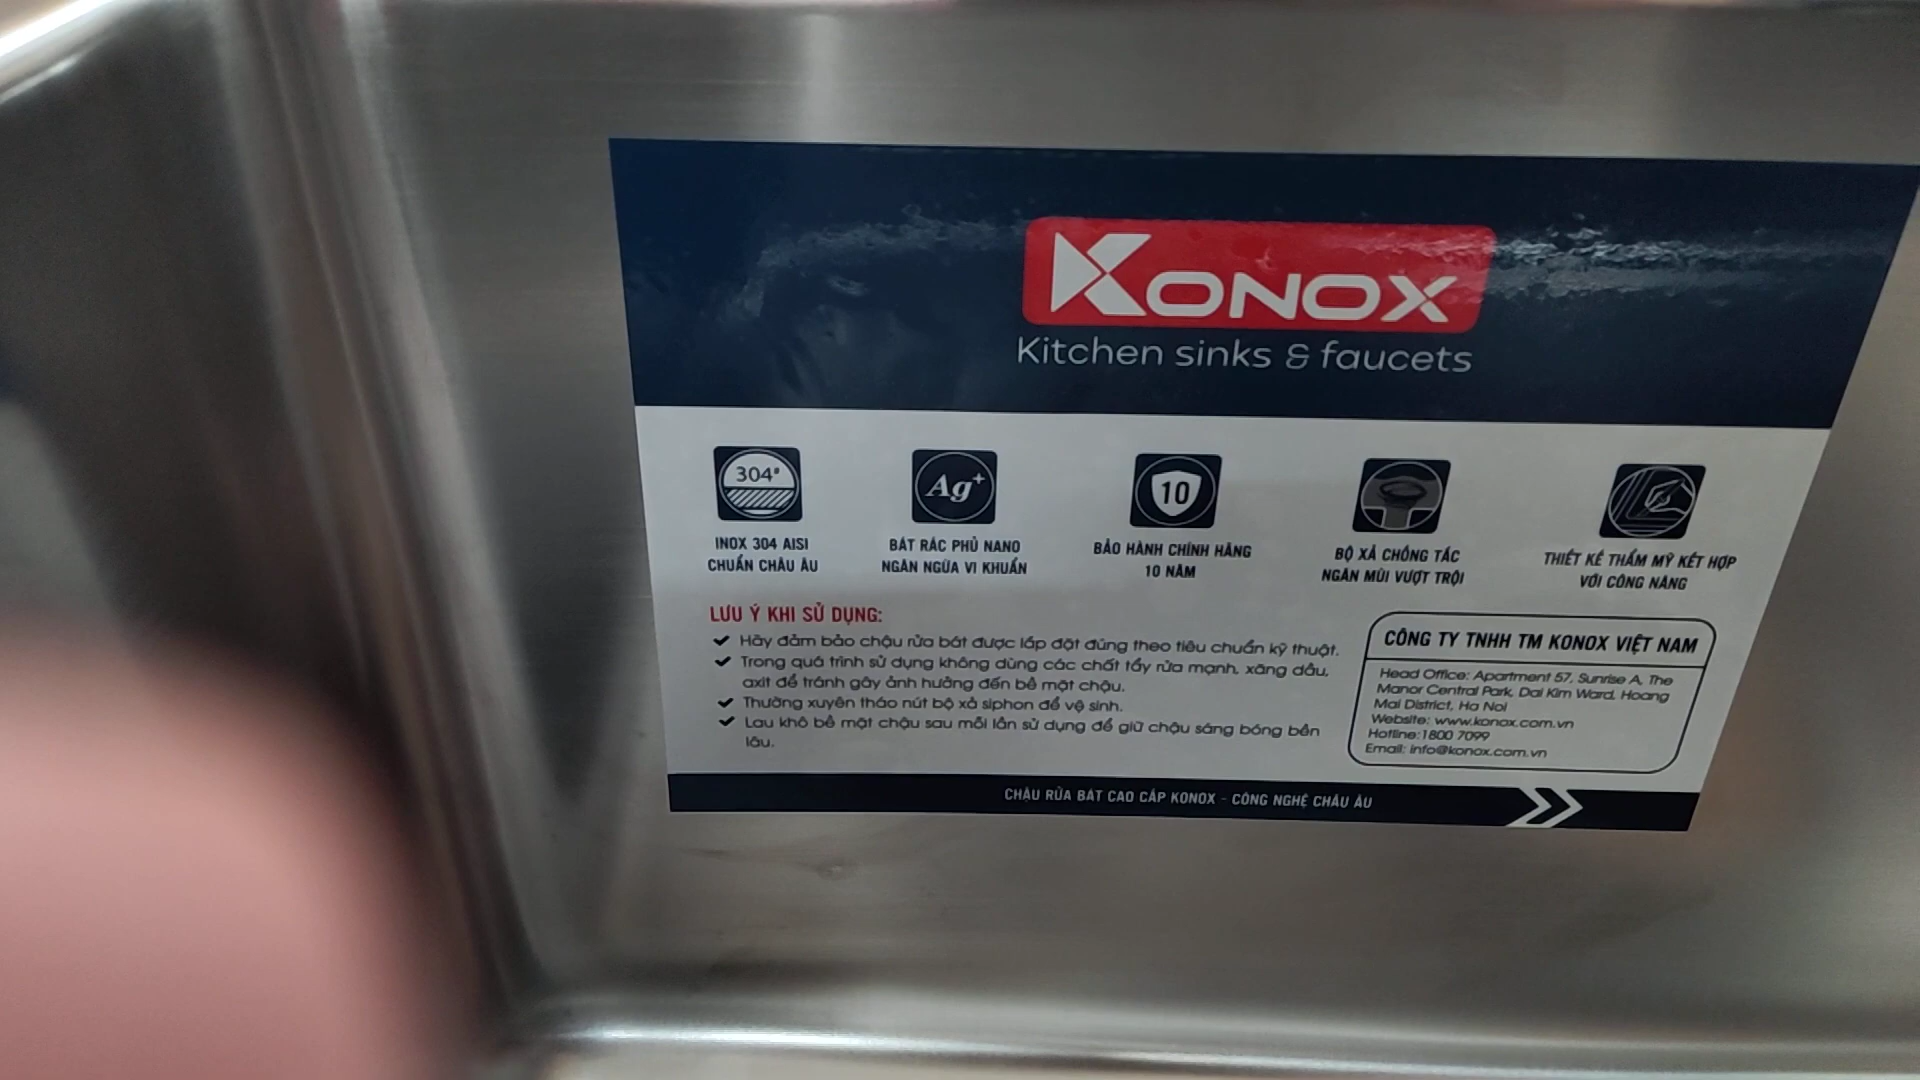 KONOX
Kitchen sinks & faucets
304#
Ag+
10
INOX 304 AISI
CHUẨN CHÂU ÂU
BÁT RÁC PHỦ NANO
NGĂN NGỪA VI KHUẨN
BẢO HÀNH CHÍNH HÃNG
10 NĂM
BỘ XẢ CHỐNG TẮC
NGĂN MÙI VƯỢT TRỘI
THIẾT KẾ THẨM MỸ KẾT HỢP
VỚI CÔNG NĂNG
LƯU Ý KHI SỬ DỤNG:
✔ Hãy đảm bảo chậu rửa bát được lắp đặt đúng theo tiêu chuẩn kỹ thuật.
✔ Trong quá trình sử dụng không dùng các chất tẩy rửa mạnh, xăng dầu,
axit để tránh gây ảnh hưởng đến bề mặt chậu.
✔ Thường xuyên tháo nút bộ xả siphon để vệ sinh.
✔ Lau khô bề mặt chậu sau mỗi lần sử dụng để giữ chậu sáng bóng bền
lâu.
CÔNG TY TNHH TM KONOX VIỆT NAM
Head Office: Apartment 57, Sunrise A, The
Manor Central Park, Dai Kim Ward, Hoang
Mai District, Ha Noi
Website: www.konox.com.vn
Hotline:1800 7099
Email: info@konox.com.vn
CHẬU RỬA BÁT CAO CẤP KONOX - CÔNG NGHỆ CHÂU ÂU